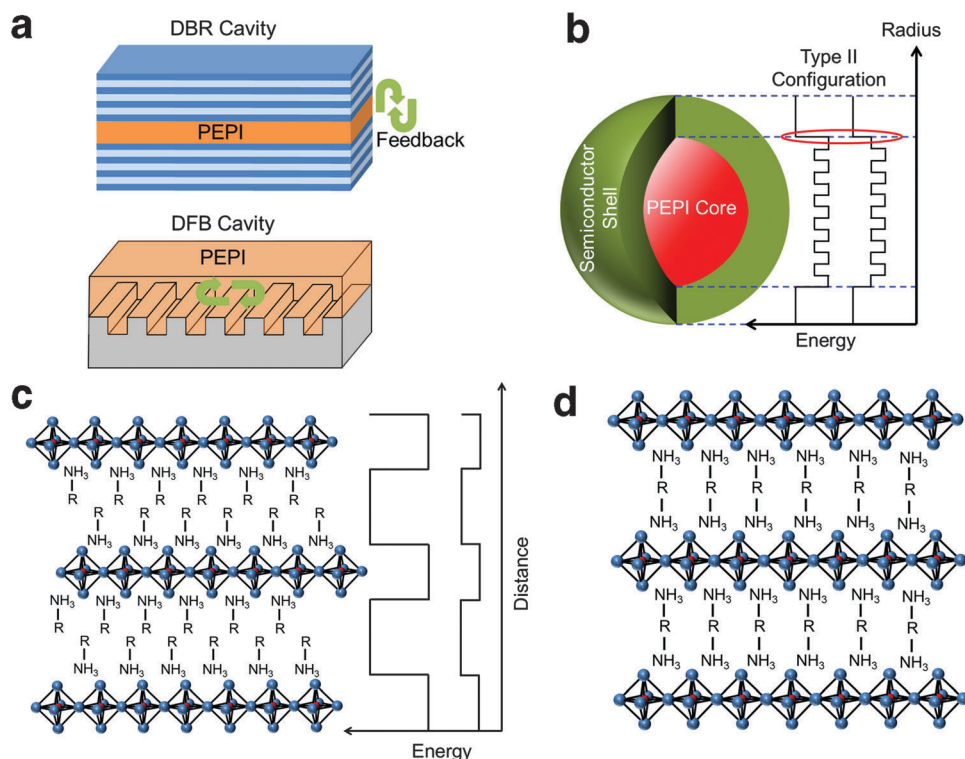 a
DBR Cavity
PEPI
Feedback
DFB Cavity
PEPI
b
Radius
Type II
Configuration
Semiconductor
Shell
PEPI Core
Energy
c
NH3 NH3 NH3 NH3 NH3 NH3
R R R R R R
R R R R R R
NH3 NH3 NH3 NH3 NH3 NH3
NH3 NH3 NH3 NH3 NH3
R R R R R
R R R R R R
NH3 NH3 NH3 NH3 NH3 NH3
Distance
Energy
d
NH3 NH3 NH3 NH3 NH3 NH3
R R R R R R
NH3 NH3 NH3 NH3 NH3 NH3
NH3 NH3 NH3 NH3 NH3 NH3
R R R R R R
NH3 NH3 NH3 NH3 NH3 NH3